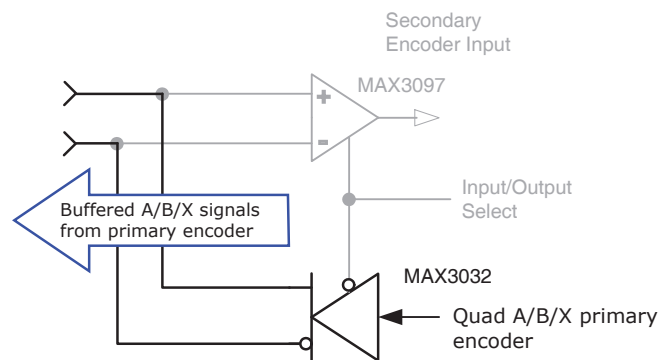 Secondary
Encoder Input
MAX3097
+
-
Buffered A/B/X signals
from primary encoder
Input/Output
Select
MAX3032
Quad A/B/X primary
encoder